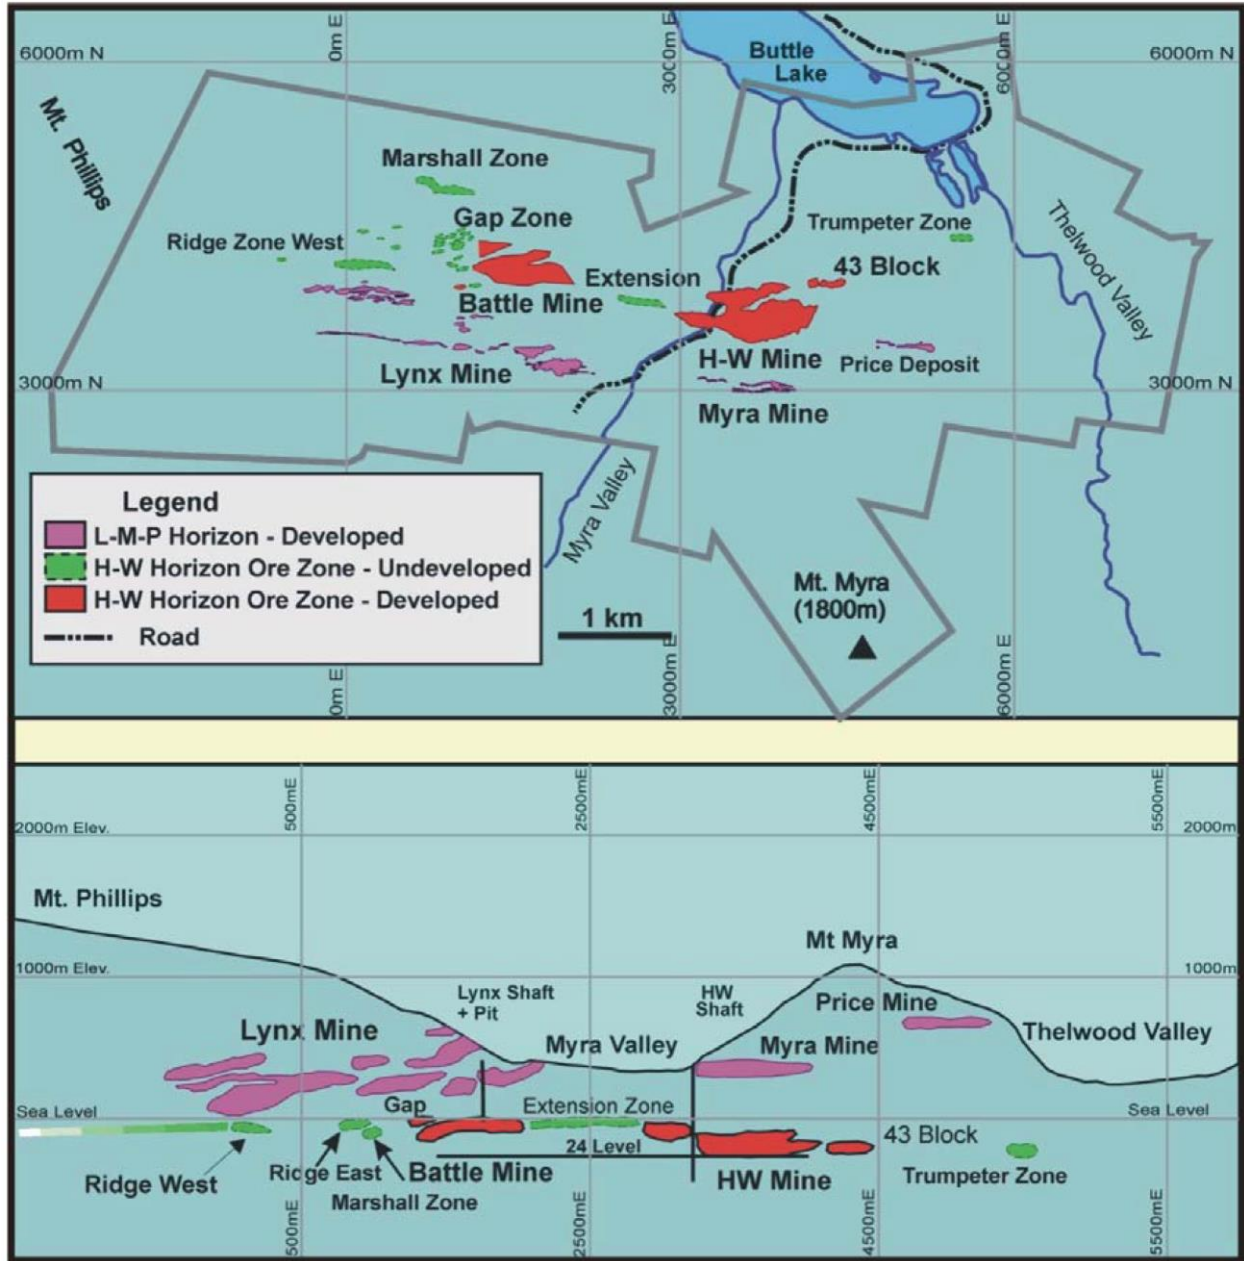 6000m N
0m E
3000m E
6000m E
6000m N
Buttle
Lake
Mt. Phillips
Marshall Zone
Gap Zone
Ridge Zone West
Trumpeter Zone
Thelwood Valley
Extension
43 Block
Battle Mine
H-W Mine
Price Deposit
Lynx Mine
3000m N
3000m N
Myra Mine
Myra Valley
Legend
L-M-P Horizon - Developed
H-W Horizon Ore Zone - Undeveloped
H-W Horizon Ore Zone - Developed
Road
1 km
Mt. Myra
(1800m)
0m E
3000m E
6000m E
500mE
2500mE
4500mE
5500mE
2000m Elev.
2000m
Mt. Phillips
Mt Myra
1000m Elev.
1000m
Lynx Shaft
+ Pit
HW
Shaft
Price Mine
Lynx Mine
Myra Valley
Myra Mine
Thelwood Valley
Sea Level
Gap
Extension Zone
Sea Level
24 Level
43 Block
Ridge West
Ridge East
Battle Mine
HW Mine
Trumpeter Zone
Marshall Zone
500mE
2500mE
4500mE
5500mE